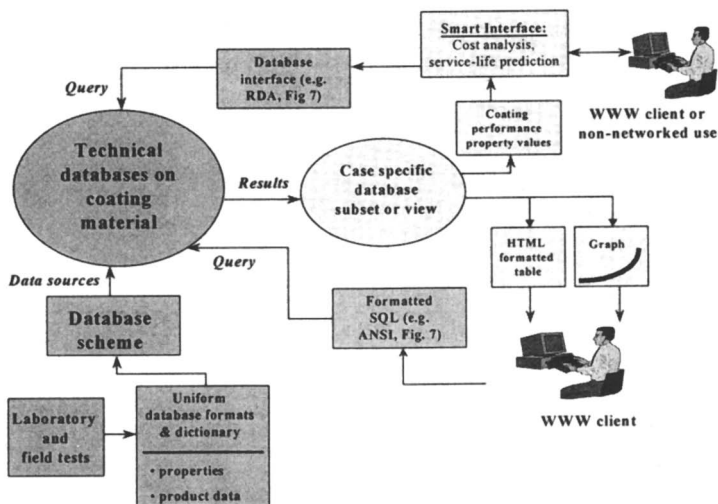 Smart Interface:
Cost analysis,
service-life prediction
Database
interface (e.g.
RDA, Fig 7)
Query
WWW client or
non-networked use
Coating
performance
property values
Technical
databases on
coating
material
Results
Case specific
database
subset or view
HTML
formatted
table
Graph
Query
Data sources
Formatted
SQL (e.g.
ANSI, Fig. 7)
Database
scheme
WWW client
Laboratory
and
field tests
Uniform
database formats
& dictionary
• properties
• product data